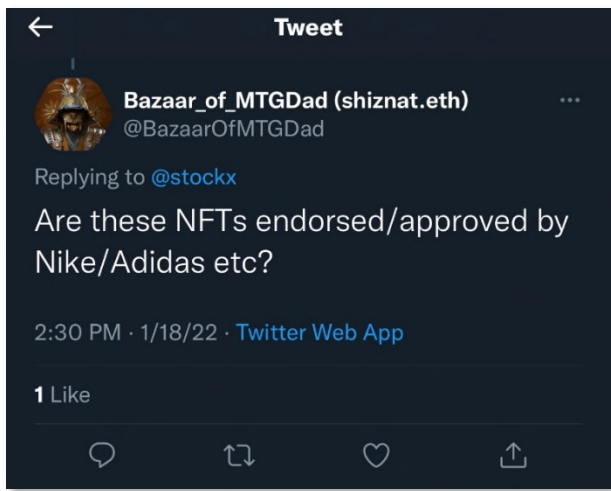 Tweet
Bazaar_of_MTGDad (shiznat.eth)
@BazaarOfMTGDad
Replying to @stockx
Are these NFTs endorsed/approved by
Nike/Adidas etc?
2:30 PM · 1/18/22 · Twitter Web App
1 Like